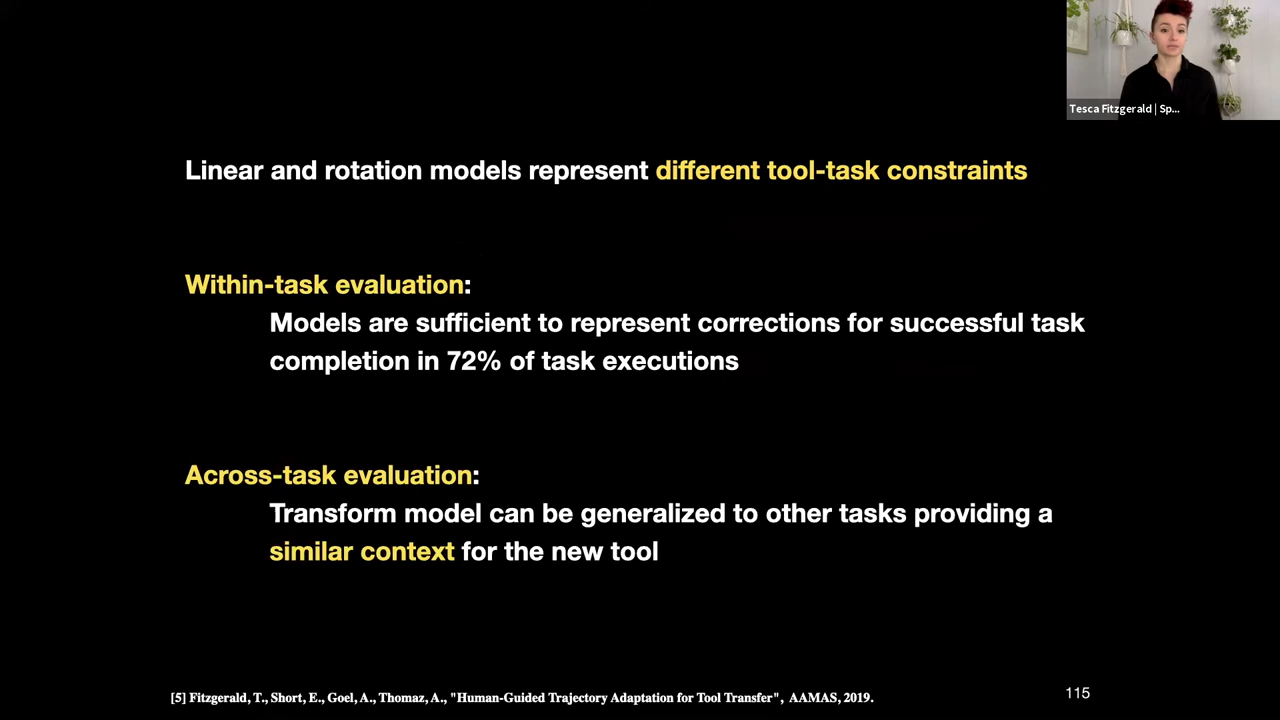 Tesca Fitzgerald | Sp...
Linear and rotation models represent different tool-task constraints
Within-task evaluation:
Models are sufficient to represent corrections for successful task
completion in 72% of task executions
Across-task evaluation:
Transform model can be generalized to other tasks providing a
similar context for the new tool
[5] Fitzgerald, T., Short, E., Goel, A., Thomaz, A., "Human-Guided Trajectory Adaptation for Tool Transfer", AAMAS, 2019.
115